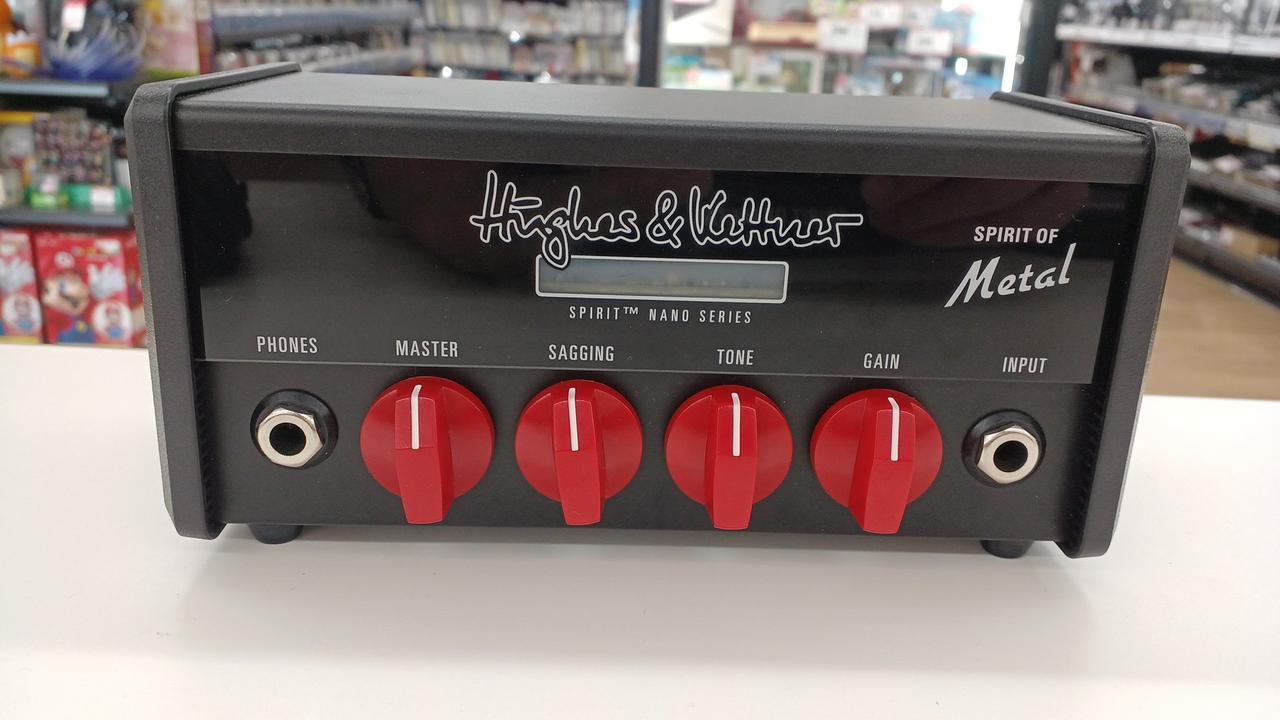 Hughes & Kettner
SPIRIT OF
Metal
SPIRIT™ NANO SERIES
PHONES
MASTER
SAGGING
TONE
GAIN
INPUT